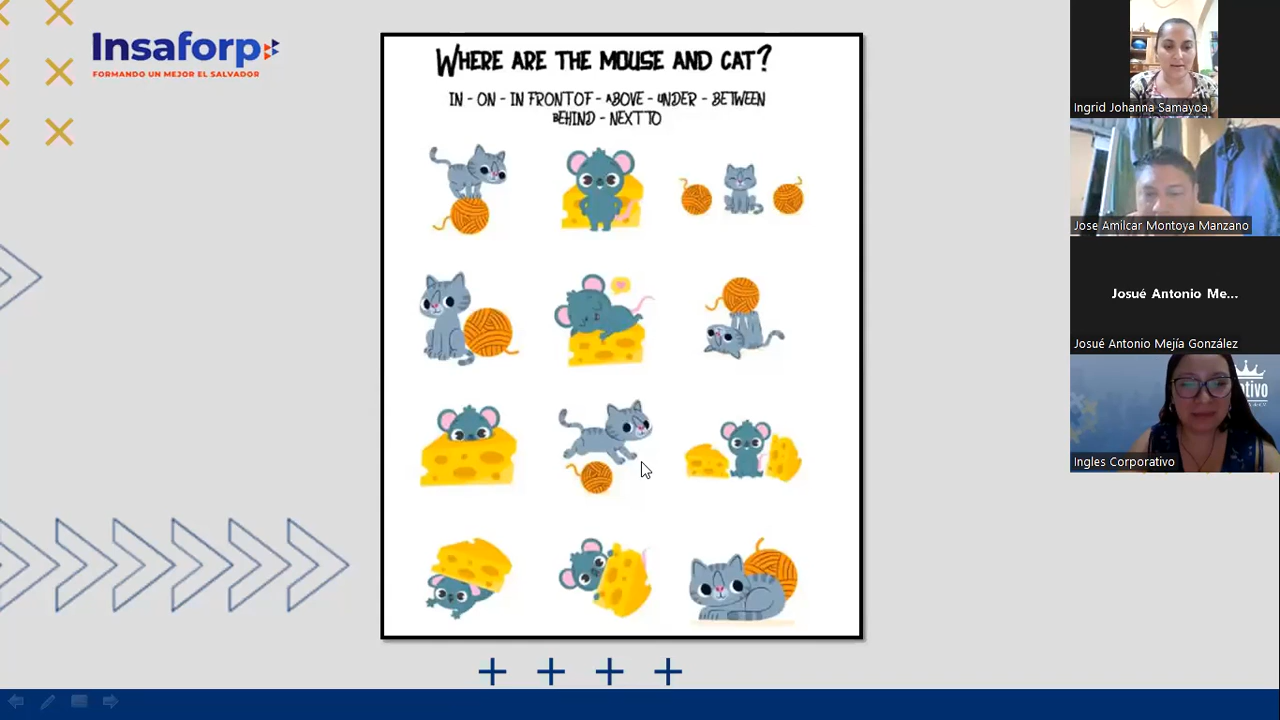 Insaforp
FORMANDO UN MEJOR EL SALVADOR
WHERE ARE THE MOUSE AND CAT?
IN - ON - IN FRONT OF - ABOVE - UNDER - BETWEEN
BEHIND - NEXT TO
Ingrid Johanna Samayoa
Jose Amílcar Montoya Manzano
Josué Antonio Me...
Josué Antonio Mejía González
Ingles Corporativo